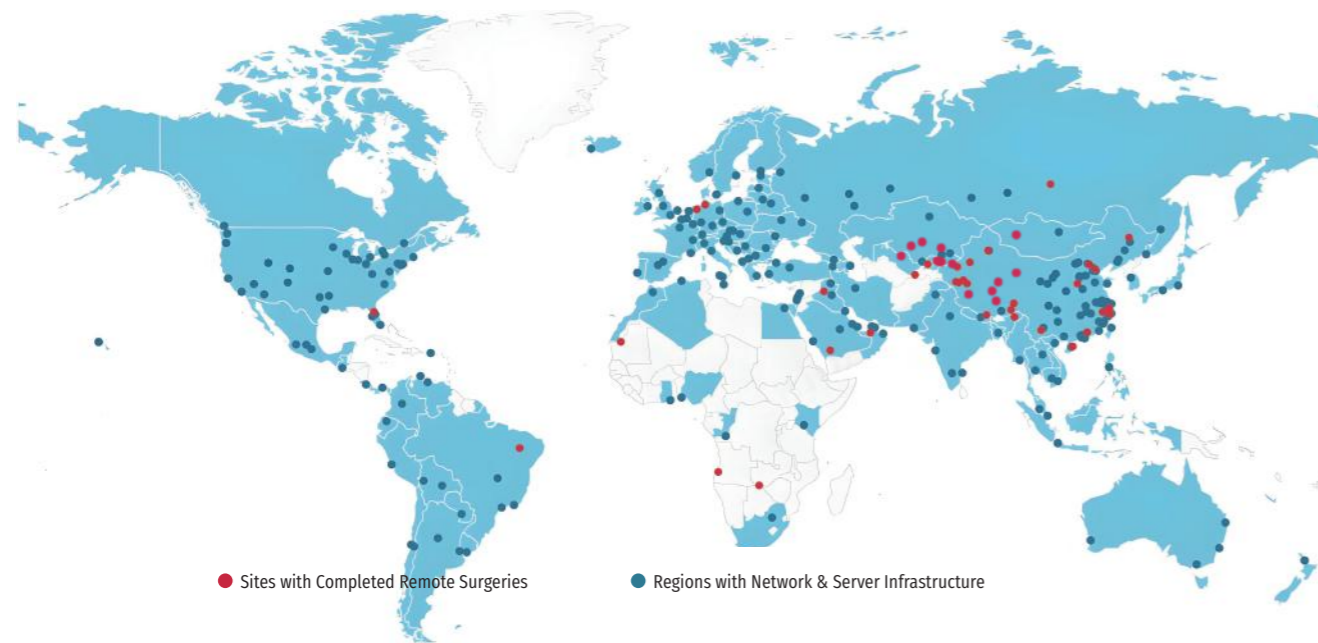 Sites with Completed Remote Surgeries
Regions with Network & Server Infrastructure